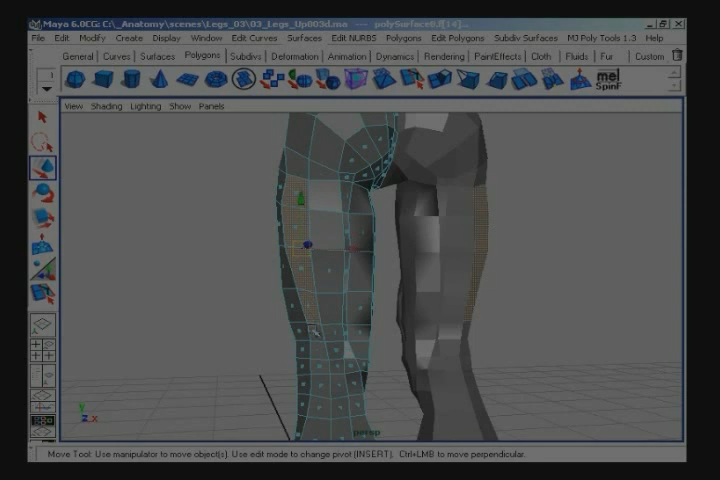 Maya 6.0CG: C:\_Anatomy\scenes\Legs_03\03_Legs_Up003d.ma --- polySurface8.f[14]...
File Edit Modify Create Display Window Edit Curves Surfaces Edit NURBS Polygons Edit Polygons Subdiv Surfaces MJ Poly Tools 1.3 Help
General Curves Surfaces Polygons Subdivs Deformation Animation Dynamics Rendering PaintEffects Cloth Fluids Fur Custom
1
mel
SpinF
View Shading Lighting Show Panels
y
z x
persp
Move Tool: Use manipulator to move object(s). Use edit mode to change pivot (INSERT). Ctrl+LMB to move perpendicular.